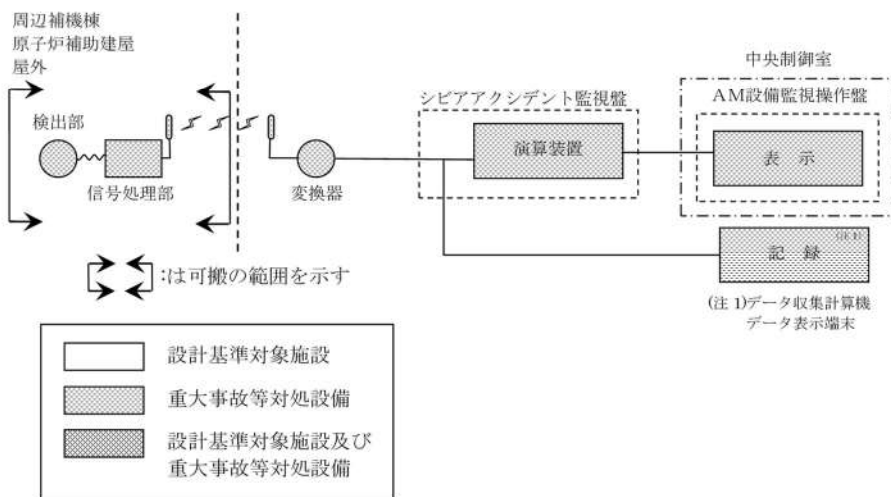 周辺補機棟
原子炉補助建屋
屋外
検出部
信号処理部
変換器
シビアアクシデント監視盤
演算装置
中央制御室
AM設備監視操作盤
表 示
(注1)
記 録
(注 1)データ収集計算機
データ表示端末
:は可搬の範囲を示す
設計基準対象施設
重大事故等対処設備
設計基準対象施設及び
重大事故等対処設備